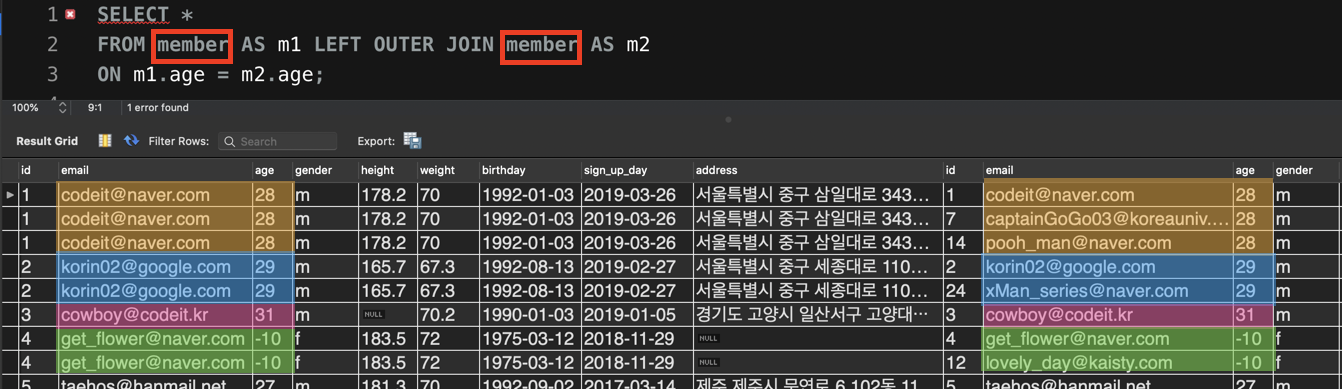 1 SELECT *
2 FROM member AS m1 LEFT OUTER JOIN member AS m2
3 ON m1.age = m2.age;
100% 9:1 1 error found
Result Grid Filter Rows: Search Export:
id email age gender height weight birthday sign_up_day address id email age gender
1 codeit@naver.com 28 m 178.2 70 1992-01-03 2019-03-26 서울특별시 중구 삼일대로 343... 1 codeit@naver.com 28 m
1 codeit@naver.com 28 m 178.2 70 1992-01-03 2019-03-26 서울특별시 중구 삼일대로 343... 7 captainGoGo03@koreauniv.... 28 m
1 codeit@naver.com 28 m 178.2 70 1992-01-03 2019-03-26 서울특별시 중구 삼일대로 343... 14 pooh_man@naver.com 28 m
2 korin02@google.com 29 m 165.7 67.3 1992-08-13 2019-02-27 서울특별시 중구 세종대로 110... 2 korin02@google.com 29 m
2 korin02@google.com 29 m 165.7 67.3 1992-08-13 2019-02-27 서울특별시 중구 세종대로 110... 24 xMan_series@naver.com 29 m
3 cowboy@codeit.kr 31 m NULL 70.2 1990-01-03 2019-01-05 경기도 고양시 일산서구 고양대... 3 cowboy@codeit.kr 31 m
4 get_flower@naver.com -10 f 183.5 72 1975-03-12 2018-11-29 NULL 4 get_flower@naver.com -10 f
4 get_flower@naver.com -10 f 183.5 72 1975-03-12 2018-11-29 NULL 12 lovely_day@kaisty.com -10 f
5 taebos@hanmail.net 27 m 181.3 70 1992-09-02 2017-03-14 제주 제주시 무역로 6 102동 11... 5 taebos@hanmail.net 27 m